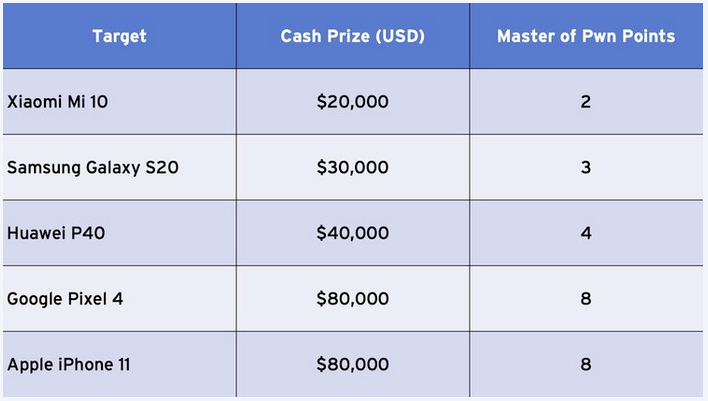 Target Cash Prize (USD) Master of Pwn Points
Xiaomi Mi 10 $20,000 2
Samsung Galaxy S20 $30,000 3
Huawei P40 $40,000 4
Google Pixel 4 $80,000 8
Apple iPhone 11 $80,000 8